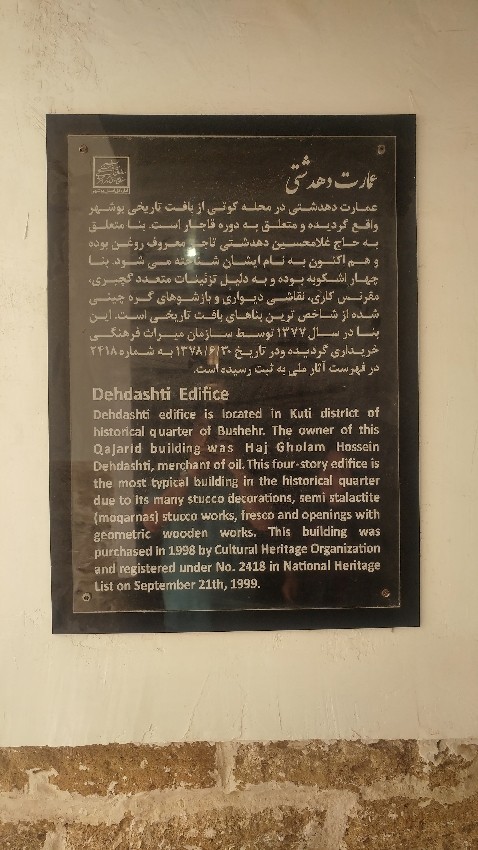 عمارت دهدشتی
عمارت دهدشتی در محله کوتی از بافت تاریخی بوشهر
واقع گردیده و متعلق به دوره قاجار است. بنا متعلق
به حاج غلامحسین دهدشتی تاجر معروف روغن بوده
و هم اکنون به نام ایشان شناخته می شود. بنا
چهار اشکوبه بوده و به دلیل تزئینات متعدد گچبری،
مقرنس کاری، نقاشی دیواری و بازشوهای گره چینی
شده از شاخص ترین بناهای بافت تاریخی است. این
بنا در سال ۱۳۷۷ توسط سازمان میراث فرهنگی
خریداری گردیده ودر تاریخ ۱۳۷۸/۶/۳۰ به شماره ۲۴۱۸
در فهرست آثار ملی به ثبت رسیده است.
Dehdashti Edifice
Dehdashti edifice is located in Kuti district of
historical quarter of Bushehr. The owner of this
Qajarid building was Haj Gholam Hossein
Dehdashti, merchant of oil. This four-story edifice is
the most typical building in the historical quarter
due to its many stucco decorations, semi stalactite
(moqarnas) stucco works, fresco and openings with
geometric wooden works. This building was
purchased in 1998 by Cultural Heritage Organization
and registered under No. 2418 in National Heritage
List on September 21th, 1999.